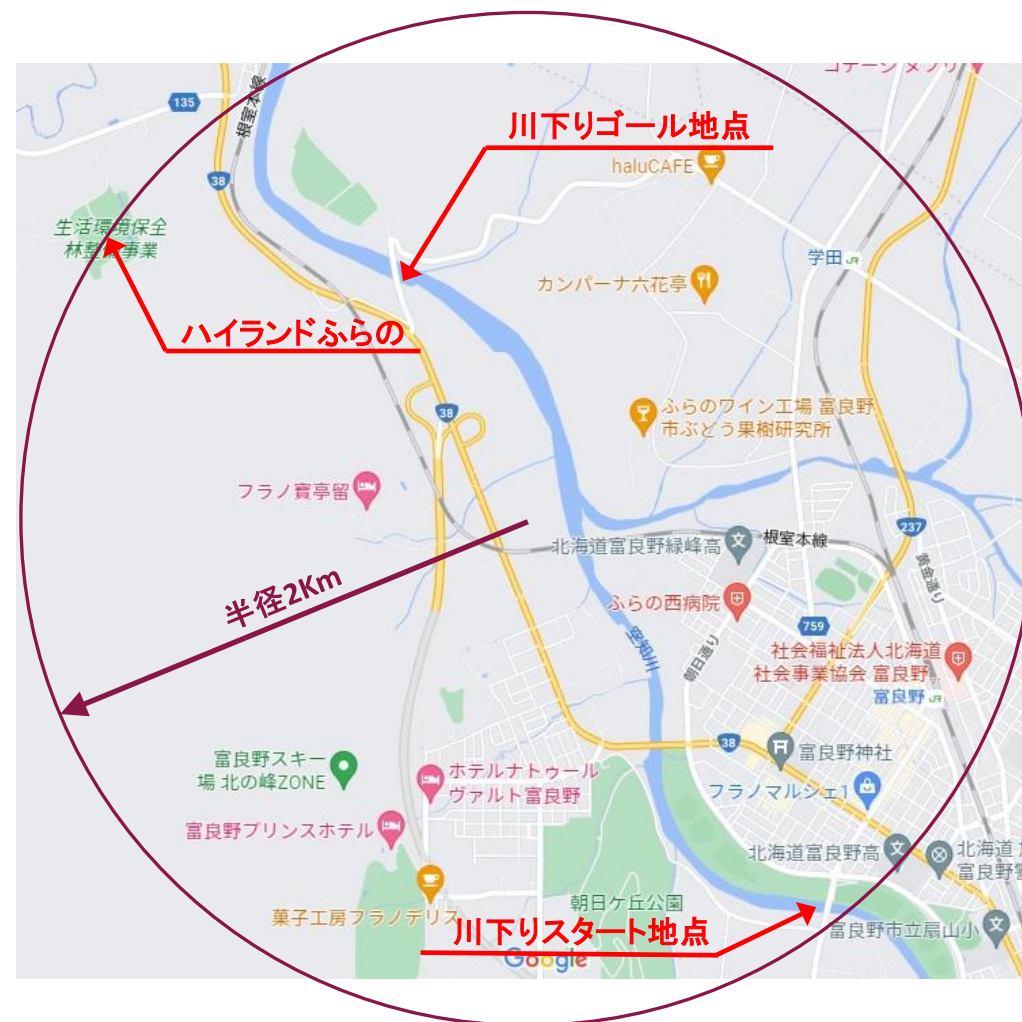 コテージ メノリ
135
根室本線
川下りゴール地点
haluCAFE
38
生活環境保全
林整備事業
学田
JR
カンパーナ六花亭
ハイランドふらの
38
ふらのワイン工場 富良野
市ぶどう果樹研究所
フラノ寶亭留
237
北海道富良野緑峰高
根室本線
黄金通り
半径2Km
ふらの西病院
759
空知川
朝日通り
社会福祉法人北海道
社会事業協会 富良野…
富良野
JR
38
富良野神社
富良野スキー
場 北の峰ZONE
ホテルナトゥール
ヴァルト富良野
フラノマルシェ1
富良野プリンスホテル
北海道富良野高
北海道
富良野
朝日ケ丘公園
菓子工房フラノデリス
川下りスタート地点
富良野市立扇山小
Google